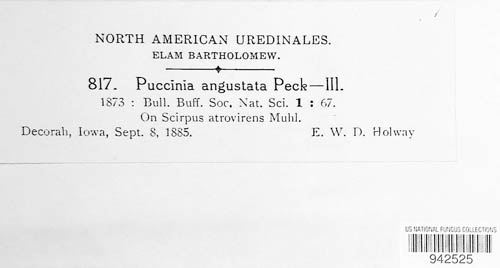 NORTH AMERICAN UREDINALES.
ELAM BARTHOLOMEW.
817. Puccinia angustata Peck—III.
1873 : Bull. Buff. Soc. Nat. Sci. 1 : 67.
On Scirpus atrovirens Muhl.
Decorah, Iowa, Sept. 8, 1885. E. W. D. Holway
US NATIONAL FUNGUS COLLECTIONS
942525